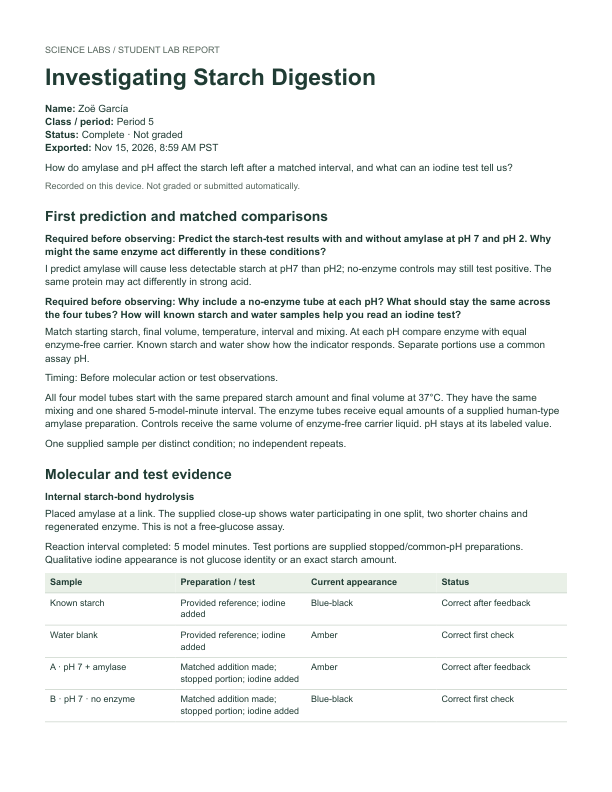 SCIENCE LABS / STUDENT LAB REPORT
Investigating Starch Digestion
Name: Zoë García
Class / period: Period 5
Status: Complete · Not graded
Exported: Nov 15, 2026, 8:59 AM PST
How do amylase and pH affect the starch left after a matched interval, and what can an iodine test tell us?
Recorded on this device. Not graded or submitted automatically.
First prediction and matched comparisons
Required before observing: Predict the starch-test results with and without amylase at pH 7 and pH 2. Why
might the same enzyme act differently in these conditions?
I predict amylase will cause less detectable starch at pH7 than pH2; no-enzyme controls may still test positive. The
same protein may act differently in strong acid.
Required before observing: Why include a no-enzyme tube at each pH? What should stay the same across
the four tubes? How will known starch and water samples help you read an iodine test?
Match starting starch, final volume, temperature, interval and mixing. At each pH compare enzyme with equal
enzyme-free carrier. Known starch and water show how the indicator responds. Separate portions use a common
assay pH.
Timing: Before molecular action or test observations.
All four model tubes start with the same prepared starch amount and final volume at 37°C. They have the same
mixing and one shared 5-model-minute interval. The enzyme tubes receive equal amounts of a supplied human-type
amylase preparation. Controls receive the same volume of enzyme-free carrier liquid. pH stays at its labeled value.
One supplied sample per distinct condition; no independent repeats.
Molecular and test evidence
Internal starch-bond hydrolysis
Placed amylase at a link. The supplied close-up shows water participating in one split, two shorter chains and
regenerated enzyme. This is not a free-glucose assay.
Reaction interval completed: 5 model minutes. Test portions are supplied stopped/common-pH preparations.
Qualitative iodine appearance is not glucose identity or an exact starch amount.
Sample Preparation / test Current appearance Status
Known starch Provided reference; iodine Blue-black Correct after feedback
added
Water blank Provided reference; iodine Amber Correct first check
added
A · pH 7 + amylase Matched addition made; Amber Correct after feedback
stopped portion; iodine added
B · pH 7 · no enzyme Matched addition made; Blue-black Correct first check
stopped portion; iodine added